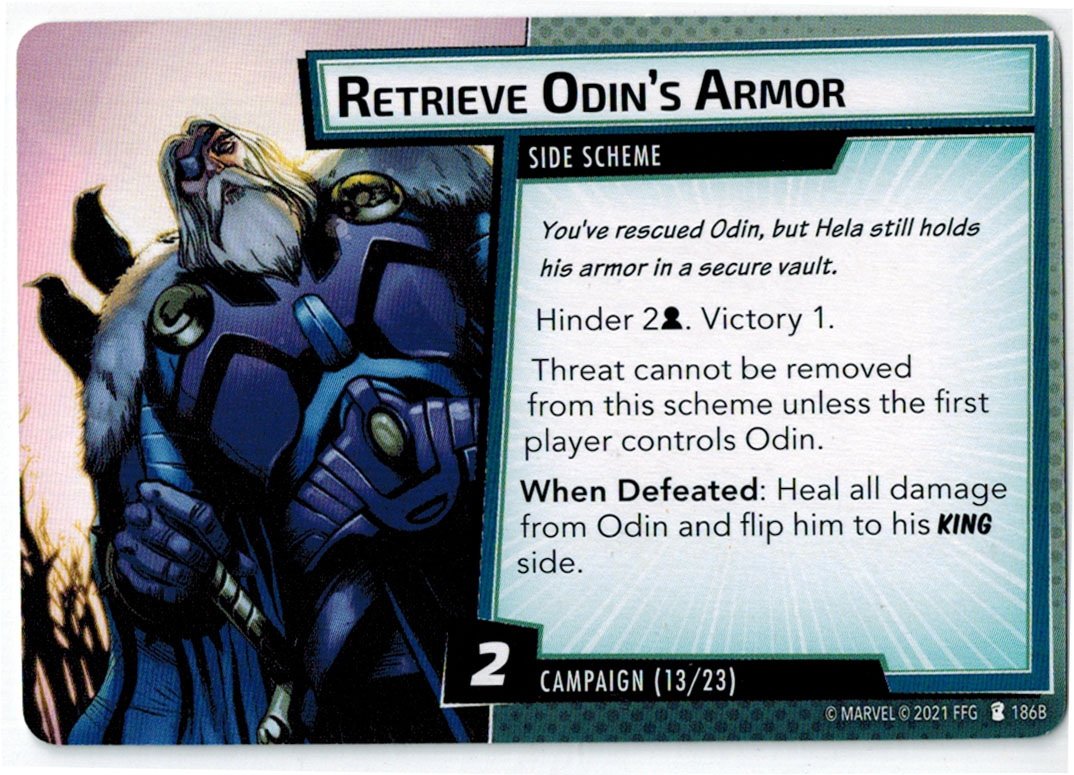 RETRIEVE ODIN'S ARMOR
SIDE SCHEME
You've rescued Odin, but Hela still holds
his armor in a secure vault.
Hinder 2. Victory 1.
Threat cannot be removed
from this scheme unless the first
player controls Odin.
When Defeated: Heal all damage
from Odin and flip him to his KING
side.
2
CAMPAIGN (13/23)
© MARVEL © 2021 FFG 186B